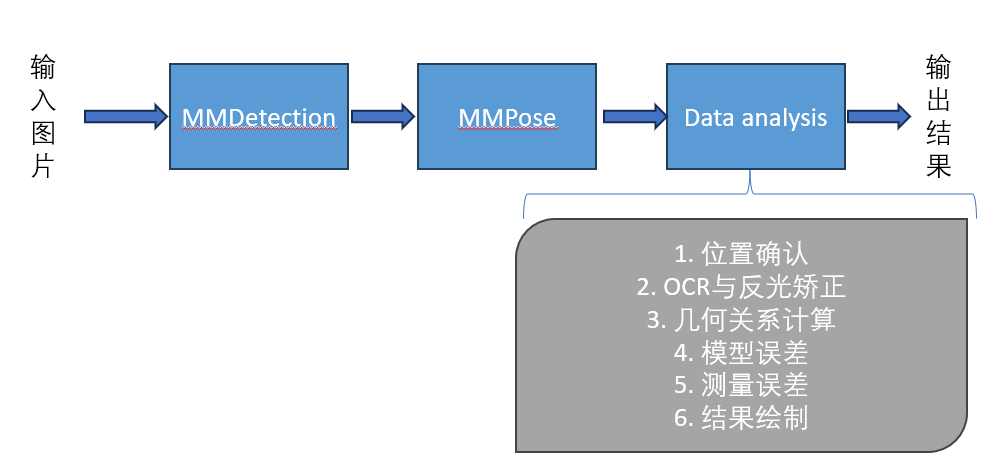 输入图片
MMDetection
MMPose
Data analysis
输出结果
1. 位置确认
2. OCR与反光矫正
3. 几何关系计算
4. 模型误差
5. 测量误差
6. 结果绘制